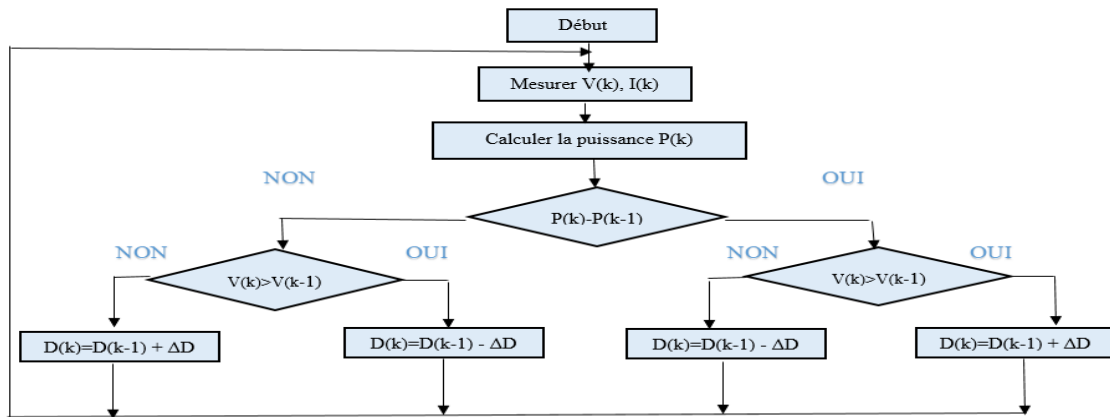 Début
Mesurer V(k), I(k)
Calculer la puissance P(k)
NON
OUI
P(k)-P(k-1)
NON
OUI
NON
OUI
V(k)>V(k-1)
V(k)>V(k-1)
D(k)=D(k-1) + ΔD
D(k)=D(k-1) - ΔD
D(k)=D(k-1) - ΔD
D(k)=D(k-1) + ΔD